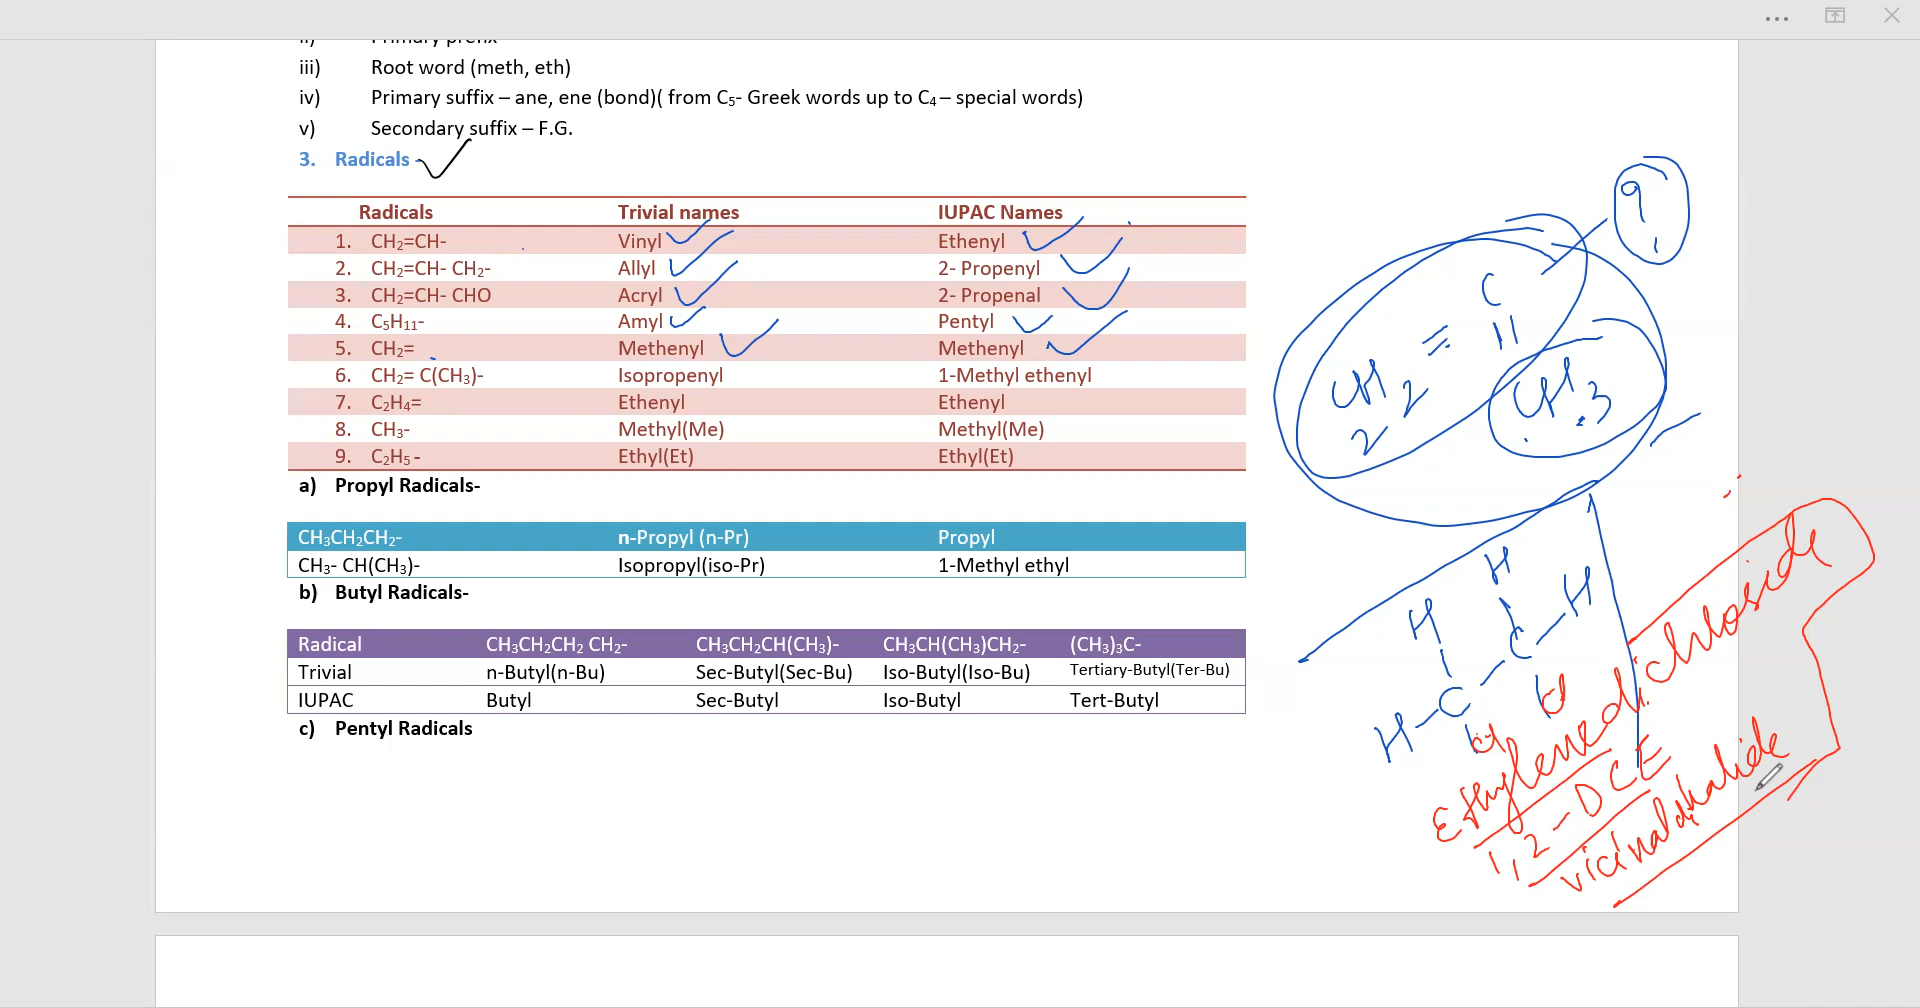 iii) Root word (meth, eth)
iv) Primary suffix – ane, ene (bond)( from C₅- Greek words up to C₄ – special words)
v) Secondary suffix – F.G.
3. Radicals -
Radicals Trivial names IUPAC Names
1. CH₂=CH- Vinyl Ethenyl
2. CH₂=CH- CH₂- Allyl 2- Propenyl
3. CH₂=CH- CHO Acryl 2- Propenal
4. C₅H₁₁- Amyl Pentyl
5. CH₂= Methenyl Methenyl
6. CH₂= C(CH₃)- Isopropenyl 1-Methyl ethenyl
7. C₂H₄= Ethenyl Ethenyl
8. CH₃- Methyl(Me) Methyl(Me)
9. C₂H₅ - Ethyl(Et) Ethyl(Et)
a) Propyl Radicals-
CH₃CH₂CH₂- n-Propyl (n-Pr) Propyl
CH₃- CH(CH₃)- Isopropyl(iso-Pr) 1-Methyl ethyl
b) Butyl Radicals-
Radical CH₃CH₂CH₂ CH₂- CH₃CH₂CH(CH₃)- CH₃CH(CH₃)CH₂- (CH₃)₃C-
Trivial n-Butyl(n-Bu) Sec-Butyl(Sec-Bu) Iso-Butyl(Iso-Bu) Tertiary-Butyl(Ter-Bu)
IUPAC Butyl Sec-Butyl Iso-Butyl Tert-Butyl
c) Pentyl Radicals
C
CH₂
CH₃
2
H
H
C
H
H
C
Cl
Cl
Ethylenedichloride
1,2-DCE
vicinaldihalide